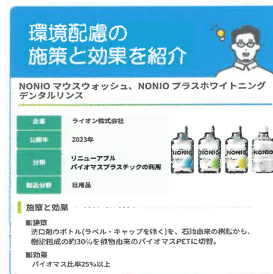 環境配慮の
施策と効果を紹介
NONIO マウスウォッシュ、NONIO プラスホワイトニング
デンタルリンス
企業 ライオン株式会社
公開年 2023年
分類 リニューアブル
バイオマスプラスチックの利用
製品分野 日用品
施策と効果
NONIO
NONIO
NONIO
NONIO
洗口剤のボトル(ラベル・キャップを除く)を、石油由来の樹脂から、
樹脂組成の約30%を植物由来のバイオマスPETに切替。
バイオマス比率25%以上